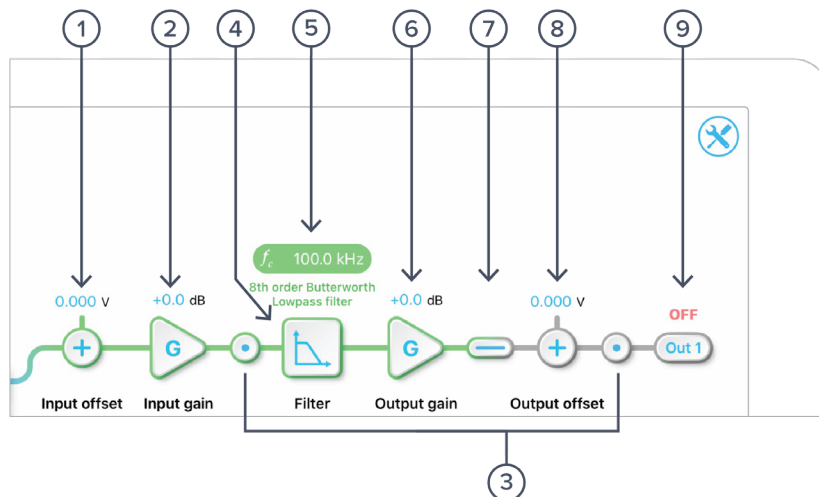 1 2 4 5 6 7 8 9
f_c 100.0 kHz
8th order Butterworth
Lowpass filter
0.000 V +0.0 dB +0.0 dB 0.000 V
OFF
G G Out 1
Input offset Input gain Filter Output gain Output offset
3